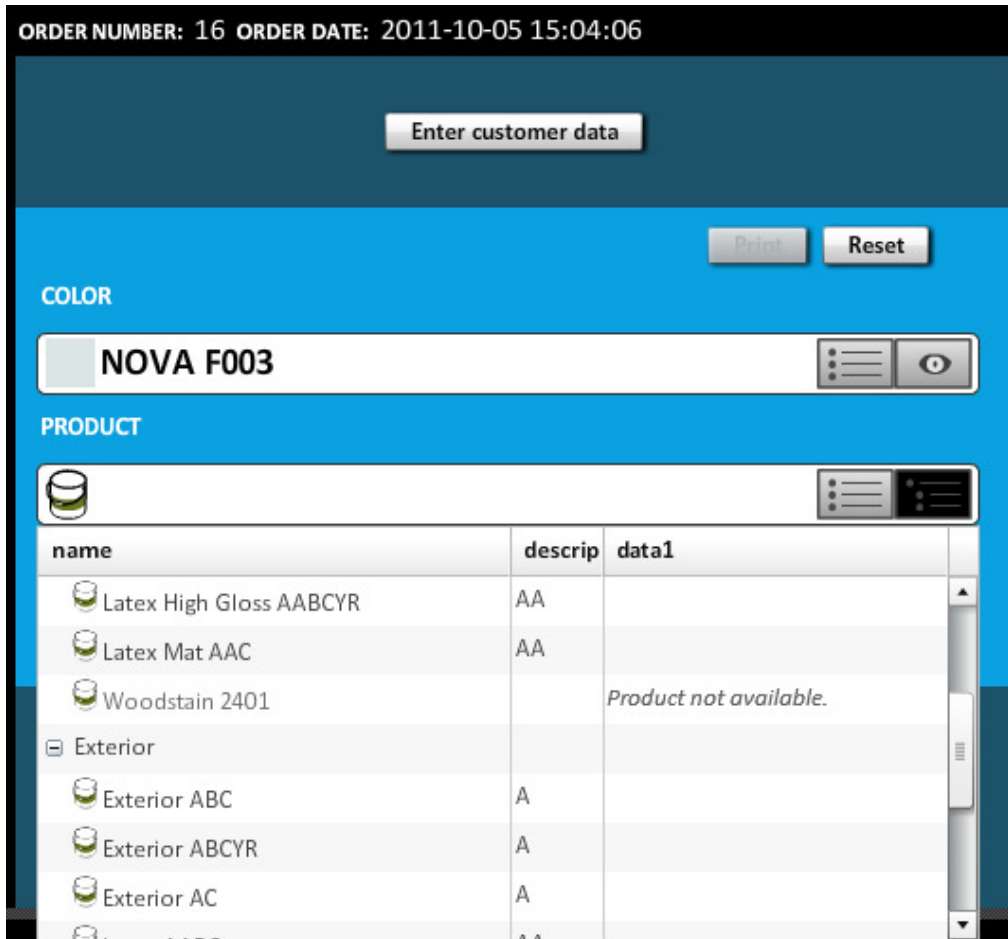 ORDER NUMBER: 16 ORDER DATE: 2011-10-05 15:04:06
Enter customer data
Print Reset
COLOR
NOVA F003
PRODUCT
name descrip data1
Latex High Gloss AABCYR AA
Latex Mat AAC AA
Woodstain 2401 Product not available.
Exterior
Exterior ABC A
Exterior ABCYR A
Exterior AC A